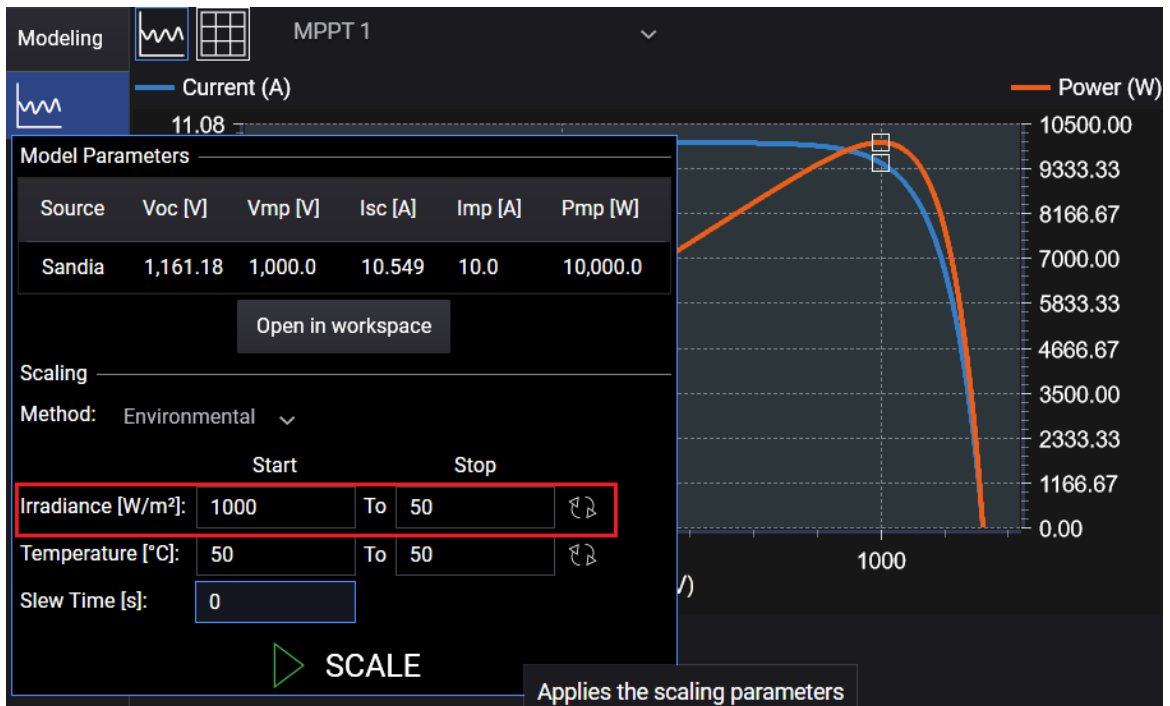 Modeling
MPPT 1
Current (A)
Power (W)
11.08
10500.00
9333.33
8166.67
7000.00
5833.33
4666.67
3500.00
2333.33
1166.67
0.00
1000
V)
Model Parameters
Source Voc [V] Vmp [V] Isc [A] Imp [A] Pmp [W]
Sandia 1,161.18 1,000.0 10.549 10.0 10,000.0
Open in workspace
Scaling
Method: Environmental
Start Stop
Irradiance [W/m²]: 1000 To 50
Temperature [°C]: 50 To 50
Slew Time [s]: 0
SCALE
Applies the scaling parameters